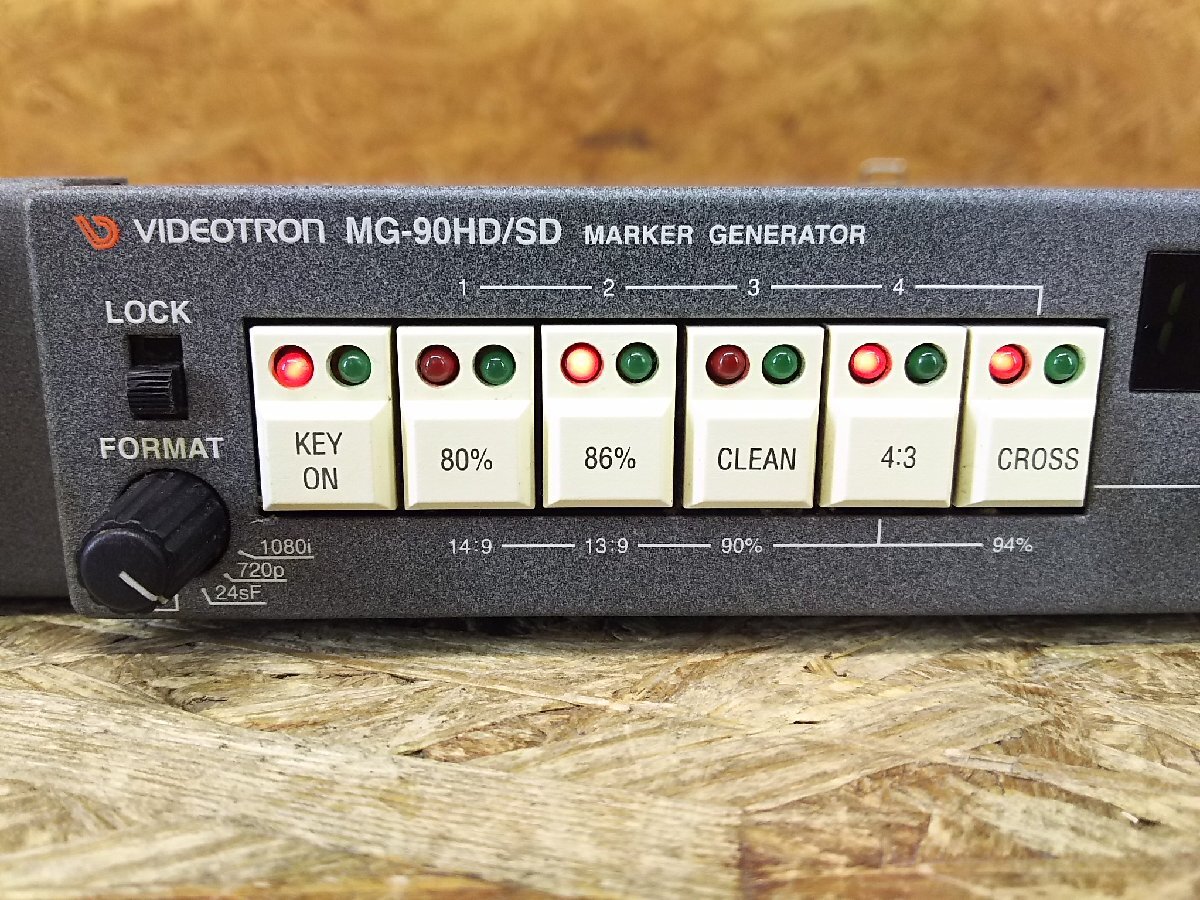 VIDEOTRON MG-90HD/SD MARKER GENERATOR
1 2 3 4
LOCK
FORMAT
KEY
ON
80%
86%
CLEAN
4:3
CROSS
14:9 13:9 90% 94%
1080i
720p
24sF